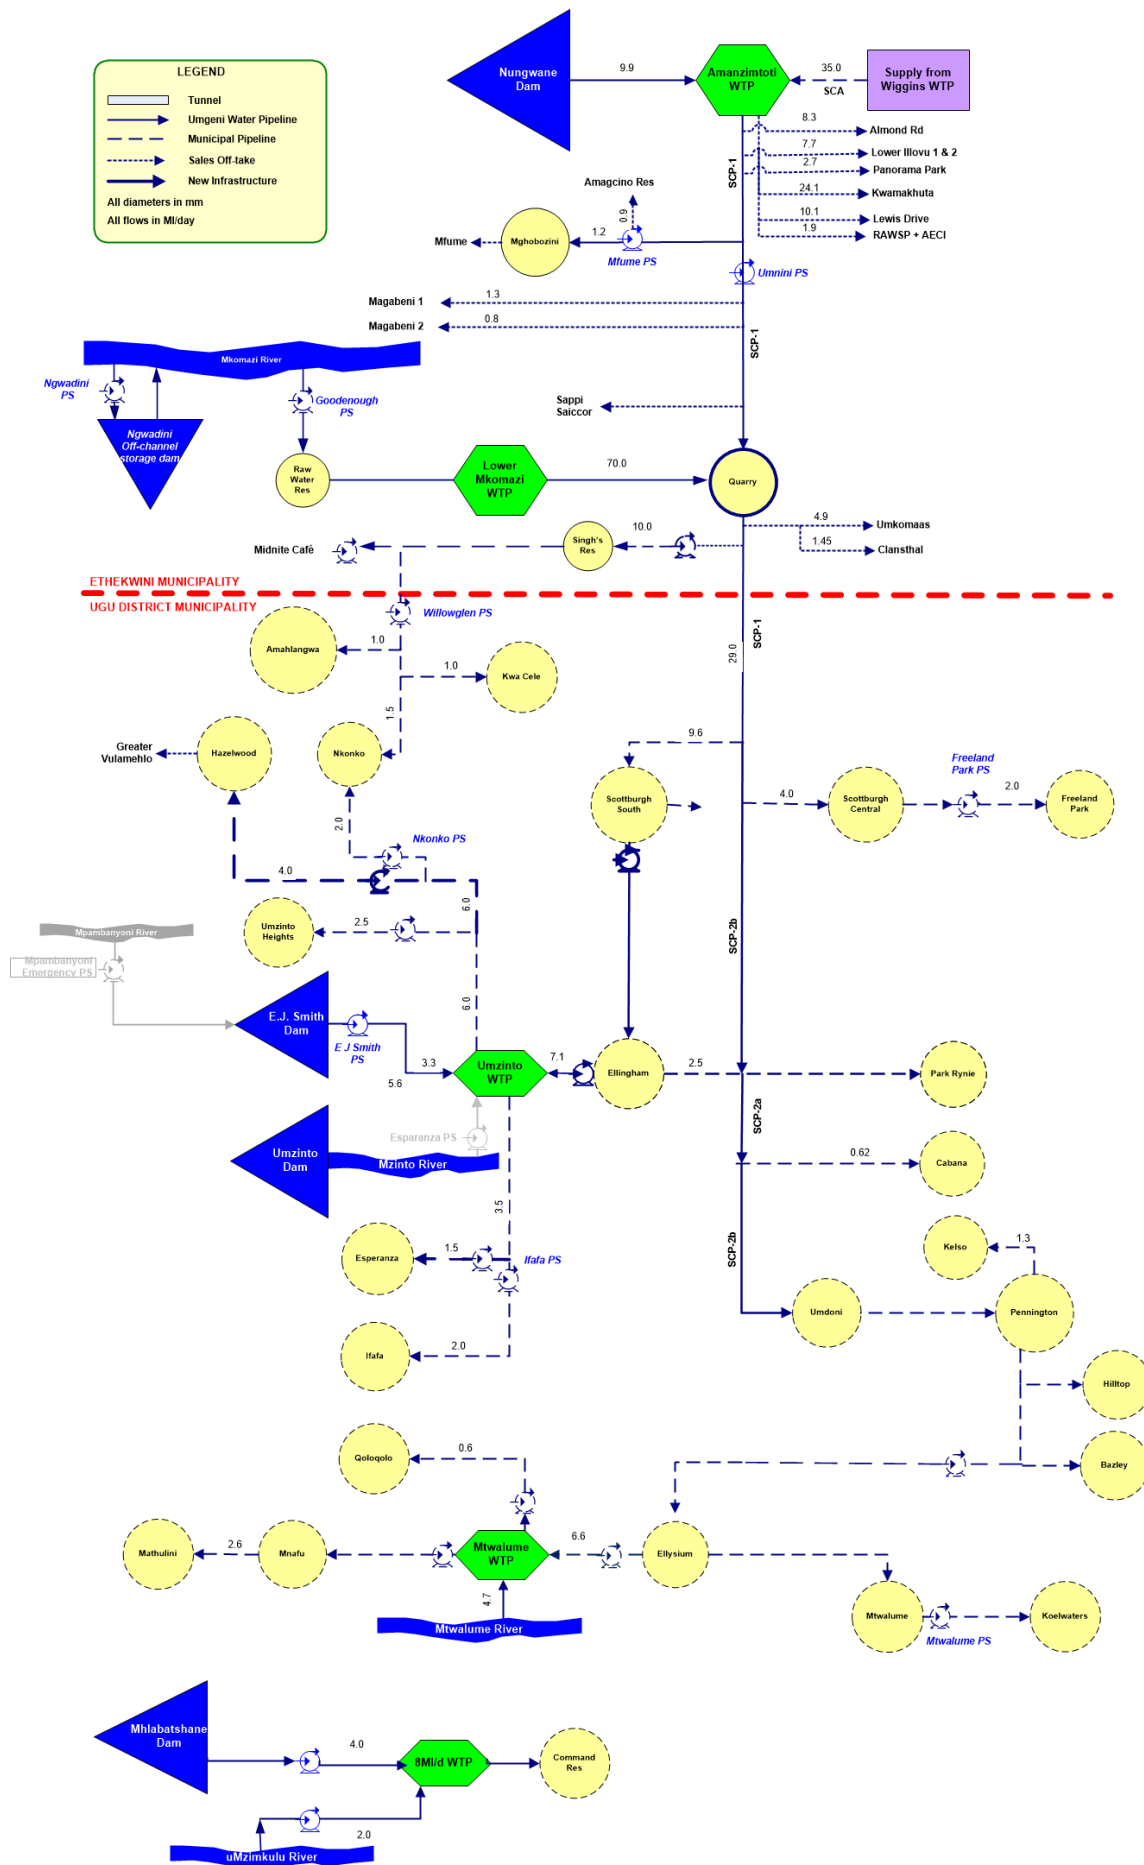 LEGEND
Tunnel
Umgeni Water Pipeline
Municipal Pipeline
Sales Off-take
New Infrastructure
All diameters in mm
All flows in Ml/day
Nungwane
Dam
9.9
Amanzimtoti
WTP
35.0
SCA
Supply from
Wiggins WTP
8.3
Almond Rd
7.7
Lower Illovu 1 & 2
2.7
Panorama Park
SCP-1
24.1
Kwamakhuta
10.1
Lewis Drive
1.9
RAWSP + AECI
Amagcino Res
0.9
Mfume
Mghobozini
1.2
Mfume PS
Umnini PS
Magabeni 1
1.3
Magabeni 2
0.8
SCP-1
Mkomazi River
Ngwadini
PS
Goodenough
PS
Sappi
Saiccor
Ngwadini
Off-channel
storage dam
Raw
Water
Res
Lower
Mkomazi
WTP
70.0
Quarry
4.9
Umkomaas
1.45
Clansthal
Midnite Café
Singh's
Res
10.0
ETHEKWINI MUNICIPALITY
UGU DISTRICT MUNICIPALITY
Willowglen PS
SCP-1
29.0
Amahlangwa
1.0
1.0
Kwa Cele
1.5
Greater
Vulamehlo
Hazelwood
Nkonko
9.6
Freeland
Park PS
Scottburgh
South
4.0
Scottburgh
Central
2.0
Freeland
Park
2.0
Nkonko PS
4.0
6.0
Umzinto
Heights
2.5
SCP-2b
Mpambanyoni River
Mpambanyoni
Emergency PS
6.0
E.J. Smith
Dam
E J Smith
PS
3.3
5.6
Umzinto
WTP
7.1
Ellingham
2.5
Park Rynie
SCP-2a
Esparanza PS
Umzinto
Dam
Mzinto River
0.62
Cabana
3.5
SCP-2b
Esperanza
1.5
Ifafa PS
Kelso
1.3
Umdoni
Pennington
Ifafa
2.0
Hilltop
Qoloqolo
0.6
Bazley
Mathulini
2.6
Mnafu
Mtwalume
WTP
6.6
Ellysium
4.7
Mtwalume River
Mtwalume
Mtwalume PS
Koelwaters
Mhlabatshane
Dam
4.0
8Ml/d WTP
Command
Res
2.0
uMzimkulu River